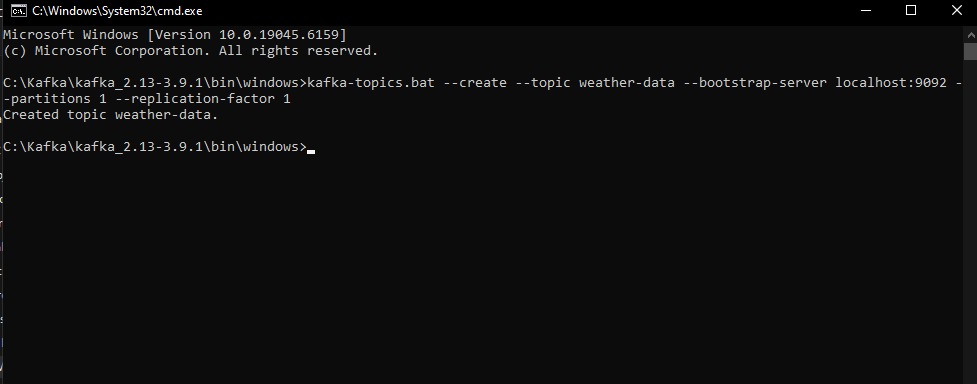 C:\Windows\System32\cmd.exe
Microsoft Windows [Version 10.0.19045.6159]
(c) Microsoft Corporation. All rights reserved.
C:\Kafka\kafka_2.13-3.9.1\bin\windows>kafka-topics.bat --create --topic weather-data --bootstrap-server localhost:9092 -
-partitions 1 --replication-factor 1
Created topic weather-data.
C:\Kafka\kafka_2.13-3.9.1\bin\windows>